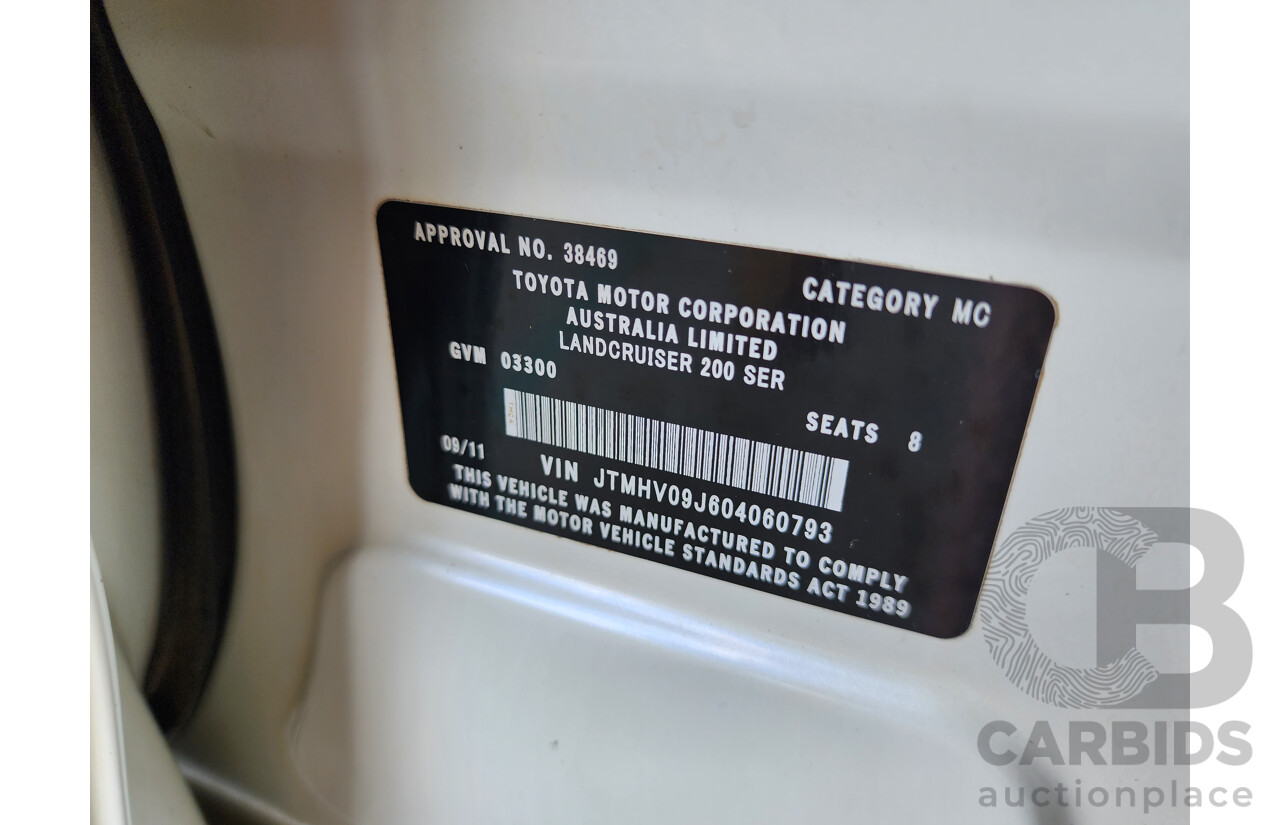 APPROVAL NO. 38469
CATEGORY MC
TOYOTA MOTOR CORPORATION
AUSTRALIA LIMITED
LANDCRUISER 200 SER
GVM 03300
SEATS 8
09/11
VIN JTMHV09J604060793
THIS VEHICLE WAS MANUFACTURED TO COMPLY
WITH THE MOTOR VEHICLE STANDARDS ACT 1989
CB
CARBIDS
auctionplace